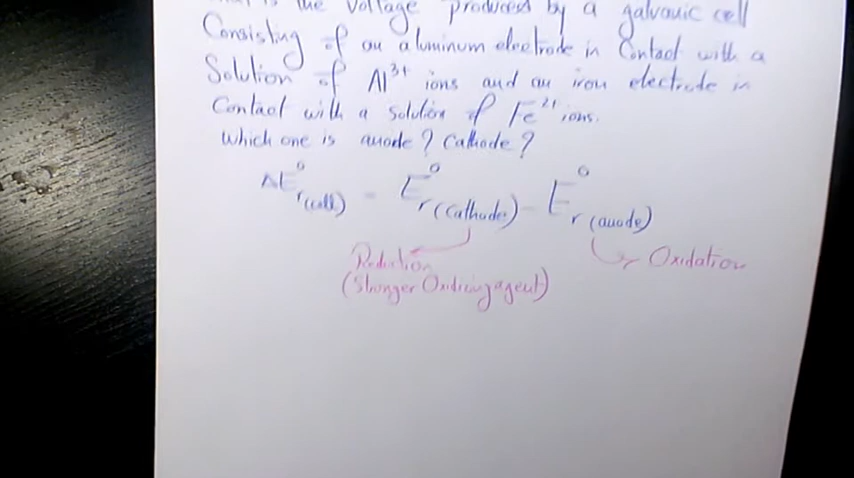 is the voltage produced by a galvanic cell
Consisting of an aluminum electrode in contact with a
Solution of Al³⁺ ions and an iron electrode in
Contact with a solution of Fe²⁺ ions.
Which one is anode? Cathode?
ΔE°r(cell) = E°r(cathode) - E°r(anode)
Reduction Oxidation
(Stronger Oxidizing agent)